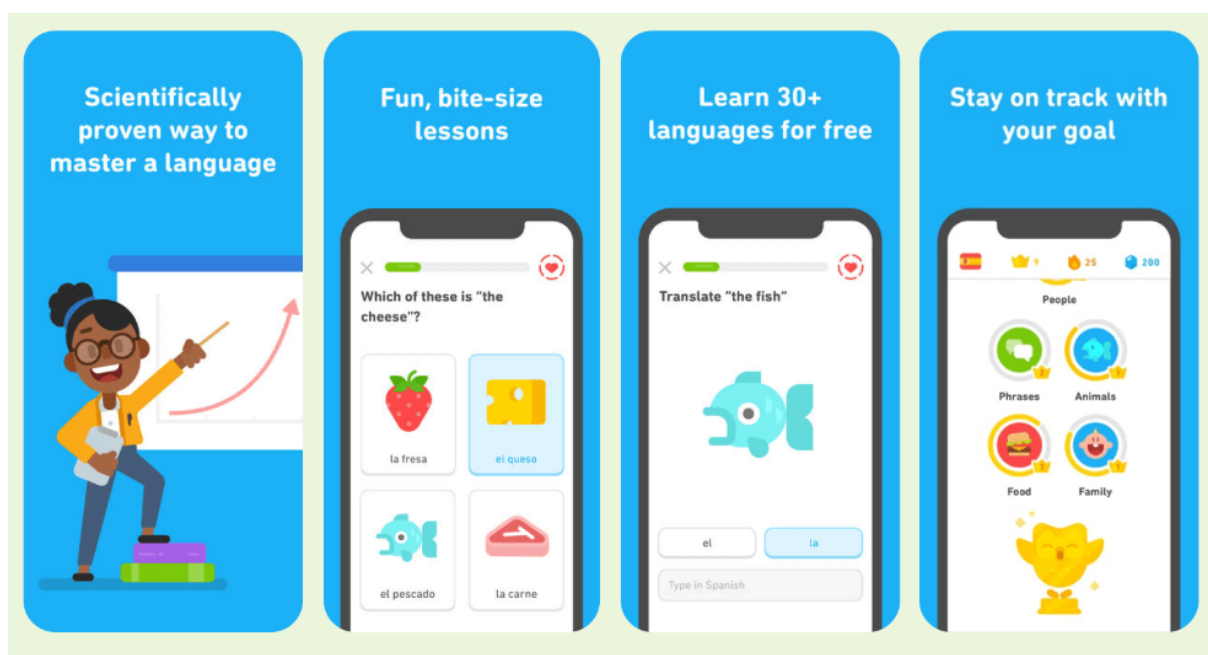 Scientifically
proven way to
master a language
Fun, bite-size
lessons
Which of these is "the
cheese"?
la fresa
el queso
el pescado
la carne
Learn 30+
languages for free
Translate "the fish"
el
la
Type in Spanish
Stay on track with
your goal
25
200
People
2
1
Phrases
Animals
Food
Family